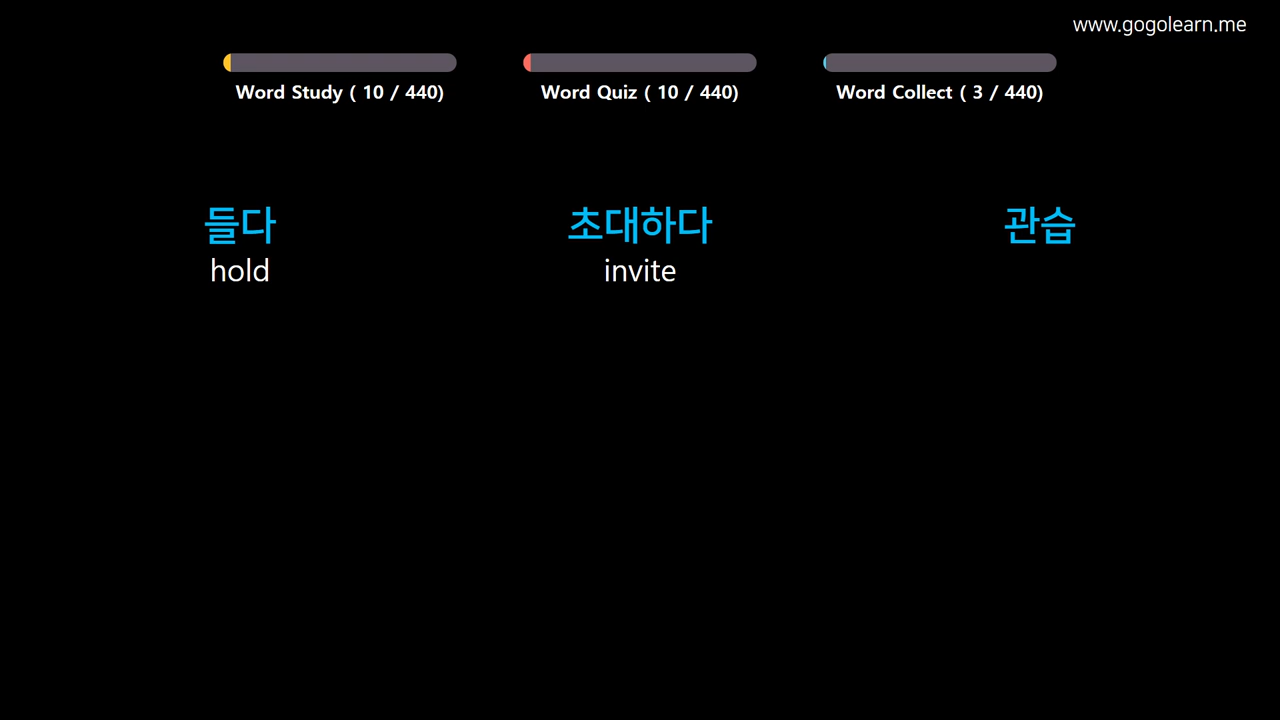 www.gogolearn.me
Word Study ( 10 / 440)
Word Quiz ( 10 / 440)
Word Collect ( 3 / 440)
들다
hold
초대하다
invite
관습